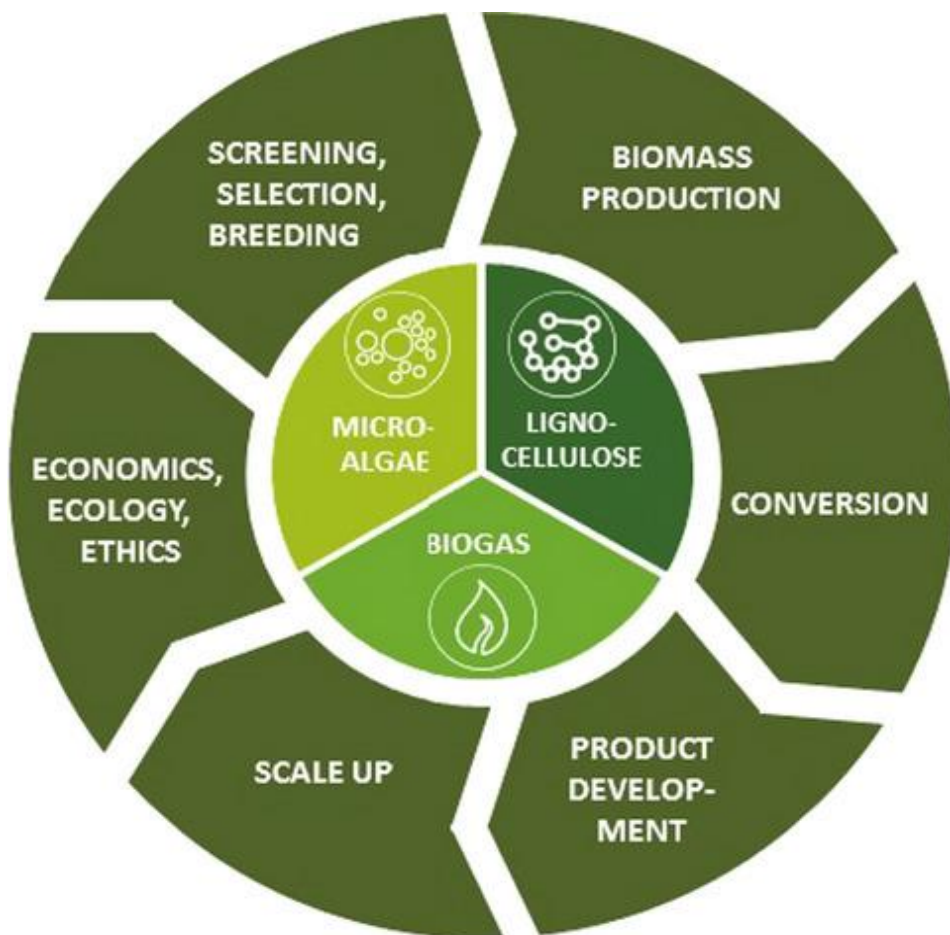 SCREENING,
SELECTION,
BREEDING
BIOMASS
PRODUCTION
CONVERSION
PRODUCT
DEVELOP-
MENT
SCALE UP
ECONOMICS,
ECOLOGY,
ETHICS
MICRO-
ALGAE
LIGNO-
CELLULOSE
BIOGAS